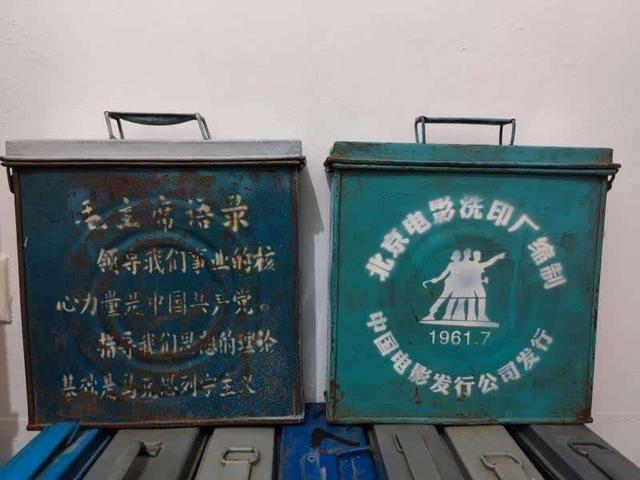 毛主席语录
领导我们事业的核
心力量是中国共产党。
指导我们思想的理论
基础是马克思列宁主义
北京电影洗印厂缩制
1961.7
中国电影发行公司发行
7